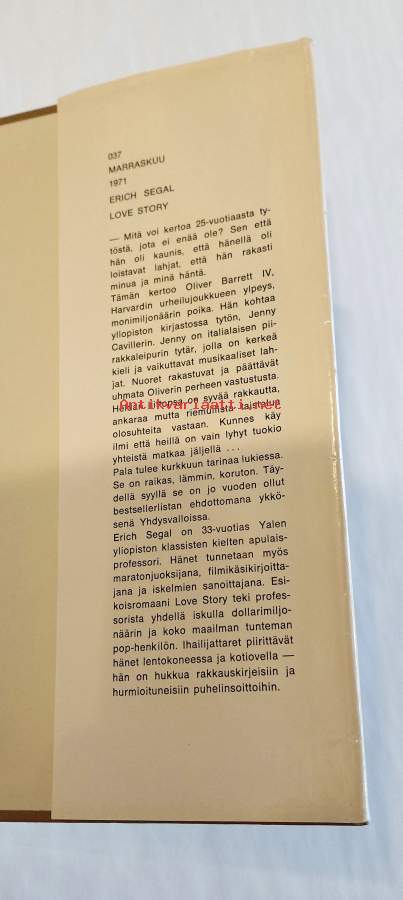 037
MARRASKUU
1971
ERICH SEGAL
LOVE STORY
— Mitä voi kertoa 25-vuotiaasta ty-
töstä, jota ei enää ole? Sen että
hän oli kaunis, että hänellä oli
loistavat lahjat, että hän rakasti
minua ja minä häntä.
Tämän kertoo Oliver Barrett IV,
Harvardin urheilujoukkueen ylpeys,
monimiljonäärin poika. Hän kohtaa
yliopiston kirjastossa tytön, Jenny
Cavillerin. Jenny on italialaisen pii-
rakkaleipurin tytär, jolla on kerkeä
kieli ja vaikuttavat musikaaliset lah-
jat. Nuoret rakastuvat ja päättävät
uhmata Oliverin perheen vastustusta.
Antikvariaatti.net
Heidän on syvää rakkautta,
ankaraa mutta riemullista taistelua
olosuhteita vastaan. Kunnes käy
ilmi että heillä on vain lyhyt tuokio
yhteistä matkaa jäljellä ...
Pala tulee kurkkuun tarinaa lukiessa.
Se on raikas, lämmin, koruton. Täy-
dellä syyllä se on jo vuoden ollut
bestsellerlistan ehdottomana ykkö-
senä Yhdysvalloissa.
Erich Segal on 33-vuotias Yalen
yliopiston klassisten kielten apulais-
professori. Hänet tunnetaan myös
maratonjuoksijana, filmikäsikirjoitta-
jana ja iskelmien sanoittajana. Esi-
koisromaani Love Story teki profes-
sorista yhdellä iskulla dollarimiljo-
näärin ja koko maailman tunteman
pop-henkilön. Ihailijattaret piirittävät
hänet lentokoneessa ja kotiovella —
hän on hukkua rakkauskirjeisiin ja
hurmioituneisiin puhelinsoittoihin.